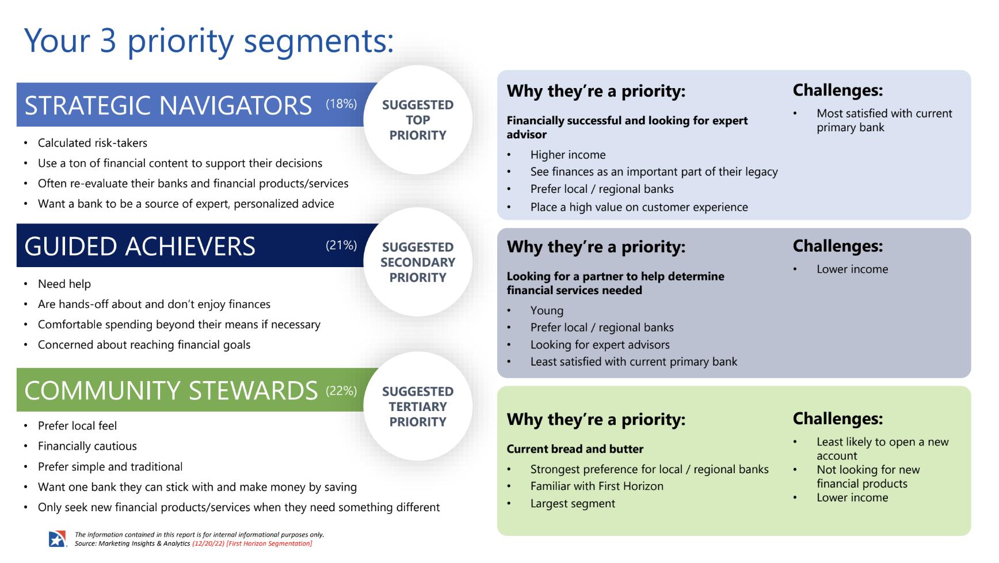 Your 3 priority segments:
STRATEGIC NAVIGATORS (18%)
SUGGESTED
TOP
PRIORITY
• Calculated risk-takers
• Use a ton of financial content to support their decisions
• Often re-evaluate their banks and financial products/services
• Want a bank to be a source of expert, personalized advice
Why they’re a priority:
Financially successful and looking for expert
advisor
• Higher income
• See finances as an important part of their legacy
• Prefer local / regional banks
• Place a high value on customer experience
Challenges:
• Most satisfied with current
primary bank
GUIDED ACHIEVERS (21%)
SUGGESTED
SECONDARY
PRIORITY
• Need help
• Are hands-off about and don’t enjoy finances
• Comfortable spending beyond their means if necessary
• Concerned about reaching financial goals
Why they’re a priority:
Looking for a partner to help determine
financial services needed
• Young
• Prefer local / regional banks
• Looking for expert advisors
• Least satisfied with current primary bank
Challenges:
• Lower income
COMMUNITY STEWARDS (22%)
SUGGESTED
TERTIARY
PRIORITY
• Prefer local feel
• Financially cautious
• Prefer simple and traditional
• Want one bank they can stick with and make money by saving
• Only seek new financial products/services when they need something different
Why they’re a priority:
Current bread and butter
• Strongest preference for local / regional banks
• Familiar with First Horizon
• Largest segment
Challenges:
• Least likely to open a new
account
• Not looking for new
financial products
• Lower income
The information contained in this report is for internal informational purposes only.
Source: Marketing Insights & Analytics (12/20/22) [First Horizon Segmentation]